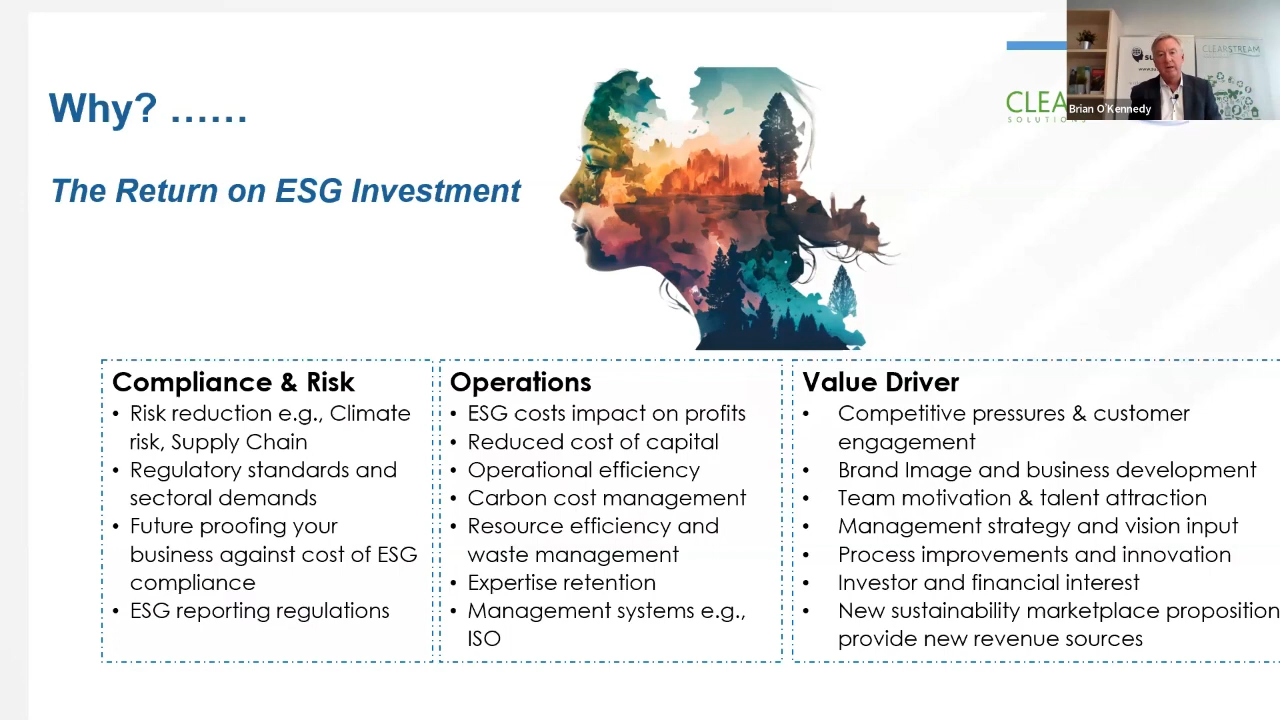 Why? ……
The Return on ESG Investment
CLEA
SOLUTIONS
Brian O'Kennedy
CLEARSTREAM
Compliance & Risk
• Risk reduction e.g., Climate
risk, Supply Chain
• Regulatory standards and
sectoral demands
• Future proofing your
business against cost of ESG
compliance
• ESG reporting regulations
Operations
• ESG costs impact on profits
• Reduced cost of capital
• Operational efficiency
• Carbon cost management
• Resource efficiency and
waste management
• Expertise retention
• Management systems e.g.,
ISO
Value Driver
• Competitive pressures & customer
engagement
• Brand Image and business development
• Team motivation & talent attraction
• Management strategy and vision input
• Process improvements and innovation
• Investor and financial interest
• New sustainability marketplace proposition
provide new revenue sources